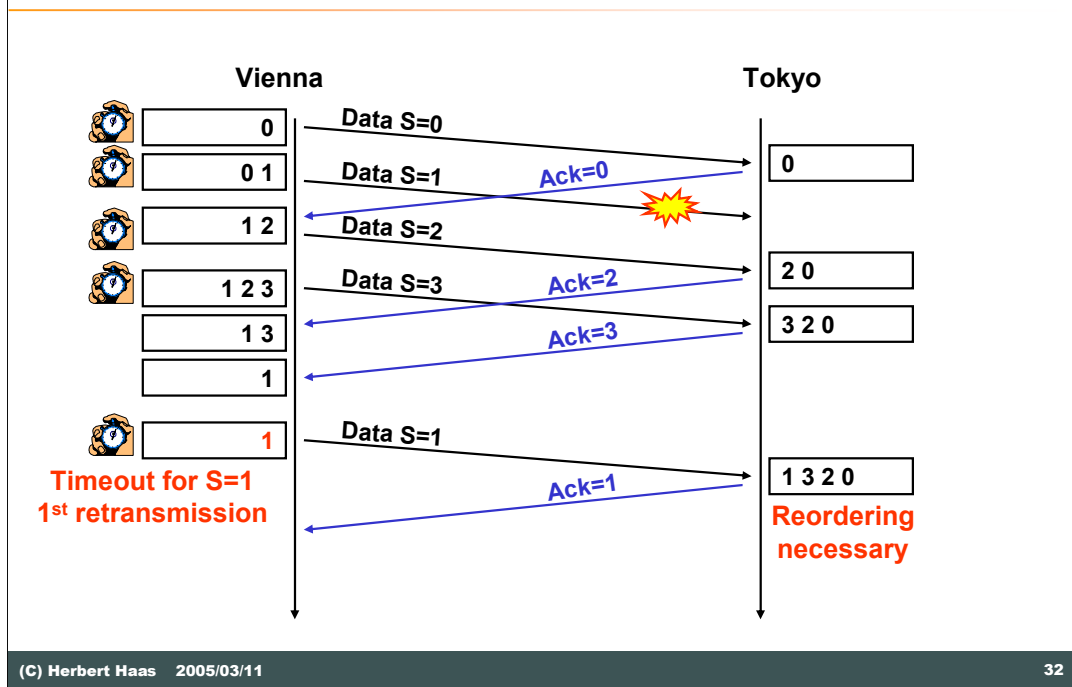 Vienna
Tokyo
0
Data S=0
0
0 1
Data S=1
Ack=0
1 2
Data S=2
2 0
1 2 3
Data S=3
Ack=2
3 2 0
1 3
Ack=3
1
1
Data S=1
1 3 2 0
Timeout for S=1
1st retransmission
Ack=1
Reordering
necessary
(C) Herbert Haas 2005/03/11
32